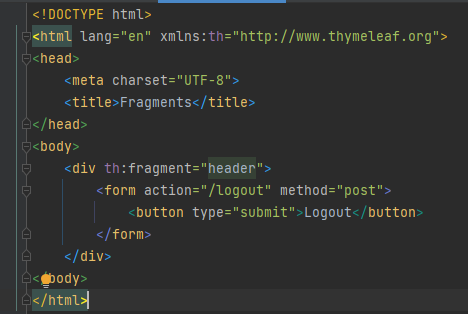 <!DOCTYPE html>
<html lang="en" xmlns:th="http://www.thymeleaf.org">
<head>
    <meta charset="UTF-8">
    <title>Fragments</title>
</head>
<body>
    <div th:fragment="header">
        <form action="/logout" method="post">
            <button type="submit">Logout</button>
        </form>
    </div>
</body>
</html>